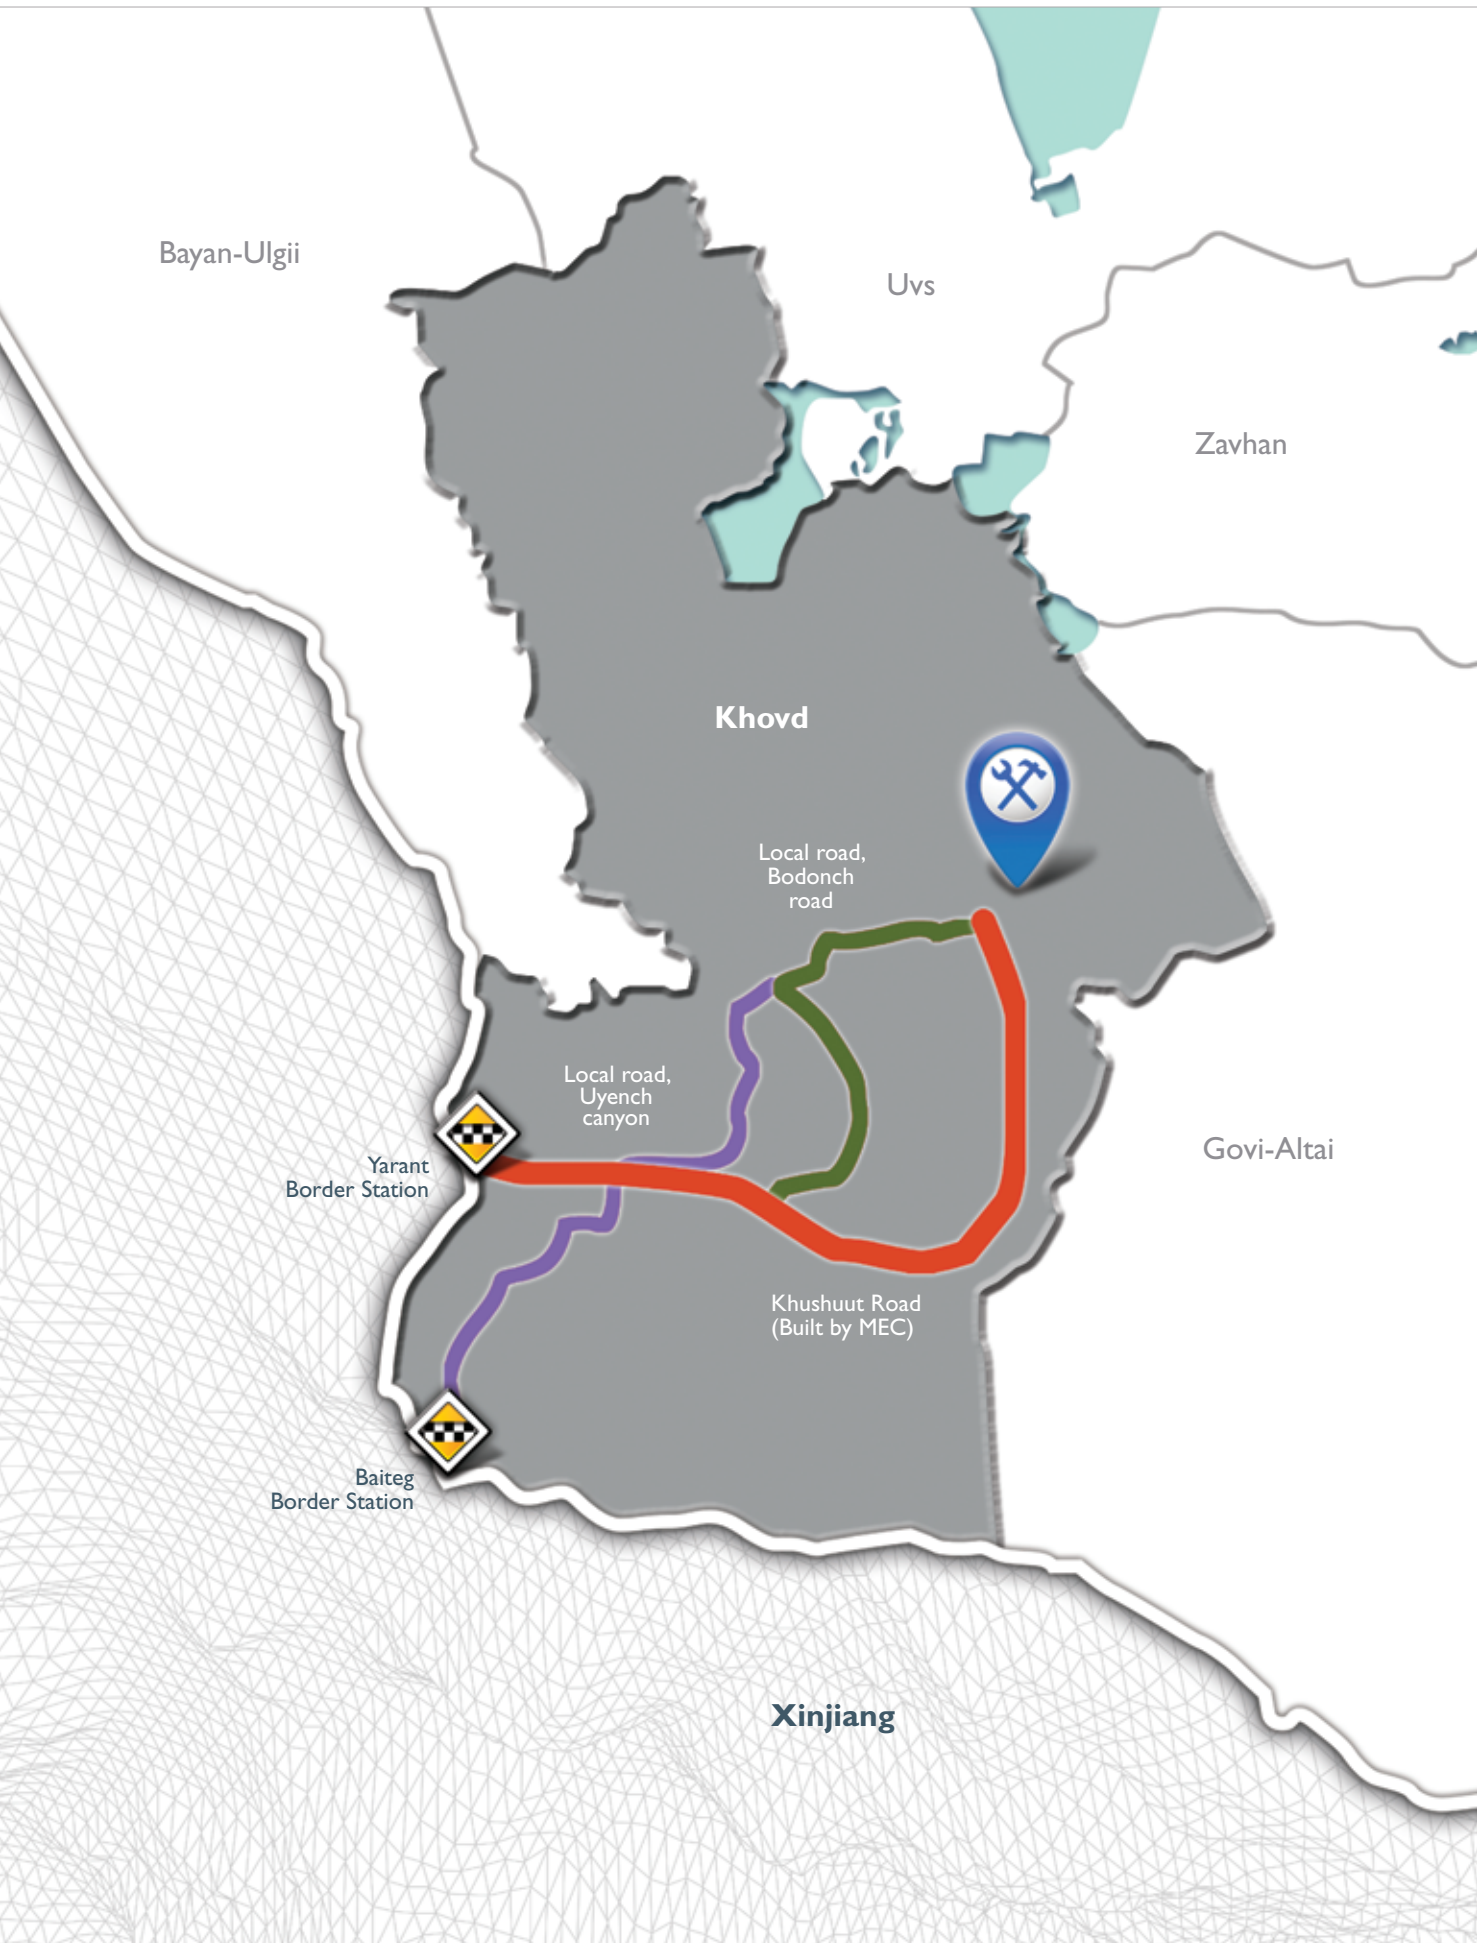 Bayan-Ulgii
Uvs
Zavhan
Khovd
Local road,
Bodonch
road
Local road,
Uyench
canyon
Yarant
Border Station
Govi-Altai
Khushuut Road
(Built by MEC)
Baiteg
Border Station
Xinjiang